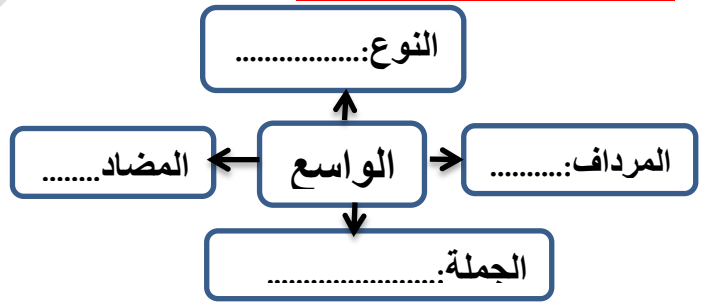 النوع:.................
المرداف:..........
الواسع
المضاد........
الجملة:........................